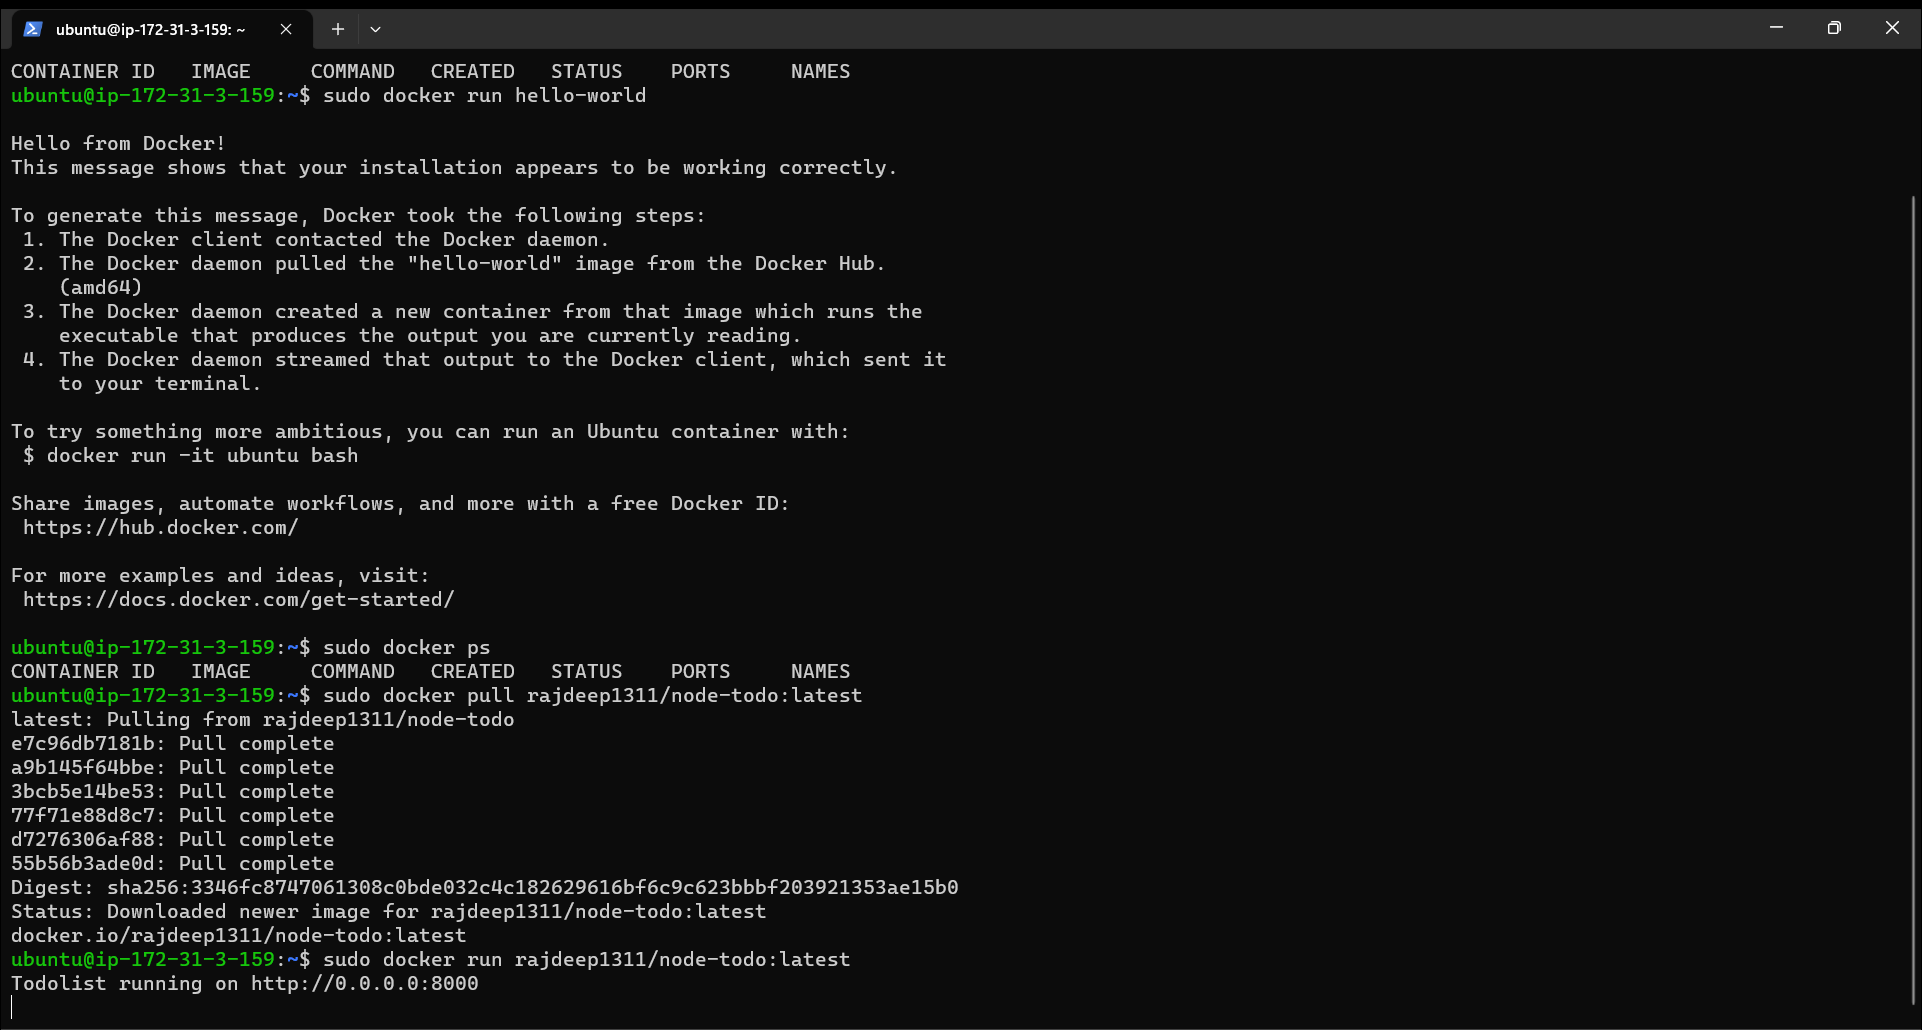 ubuntu@ip-172-31-3-159: ~
CONTAINER ID   IMAGE     COMMAND   CREATED   STATUS    PORTS     NAMES
ubuntu@ip-172-31-3-159:~$ sudo docker run hello-world

Hello from Docker!
This message shows that your installation appears to be working correctly.

To generate this message, Docker took the following steps:
 1. The Docker client contacted the Docker daemon.
 2. The Docker daemon pulled the "hello-world" image from the Docker Hub.
    (amd64)
 3. The Docker daemon created a new container from that image which runs the
    executable that produces the output you are currently reading.
 4. The Docker daemon streamed that output to the Docker client, which sent it
    to your terminal.

To try something more ambitious, you can run an Ubuntu container with:
 $ docker run -it ubuntu bash

Share images, automate workflows, and more with a free Docker ID:
 https://hub.docker.com/

For more examples and ideas, visit:
 https://docs.docker.com/get-started/

ubuntu@ip-172-31-3-159:~$ sudo docker ps
CONTAINER ID   IMAGE     COMMAND   CREATED   STATUS    PORTS     NAMES
ubuntu@ip-172-31-3-159:~$ sudo docker pull rajdeep1311/node-todo:latest
latest: Pulling from rajdeep1311/node-todo
e7c96db7181b: Pull complete
a9b145f64bbe: Pull complete
3bcb5e14be53: Pull complete
77f71e88d8c7: Pull complete
d7276306af88: Pull complete
55b56b3ade0d: Pull complete
Digest: sha256:3346fc8747061308c0bde032c4c182629616bf6c9c623bbbf203921353ae15b0
Status: Downloaded newer image for rajdeep1311/node-todo:latest
docker.io/rajdeep1311/node-todo:latest
ubuntu@ip-172-31-3-159:~$ sudo docker run rajdeep1311/node-todo:latest
Todolist running on http://0.0.0.0:8000